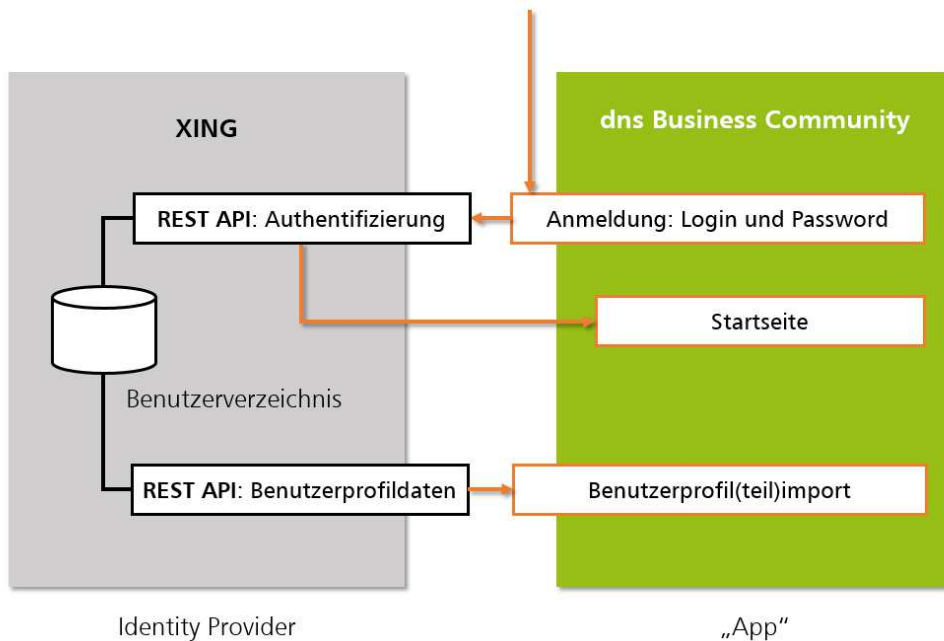 XING
dns Business Community
REST API: Authentifizierung
Anmeldung: Login und Password
Startseite
Benutzerverzeichnis
REST API: Benutzerprofildaten
Benutzerprofil(teil)import
Identity Provider
„App“